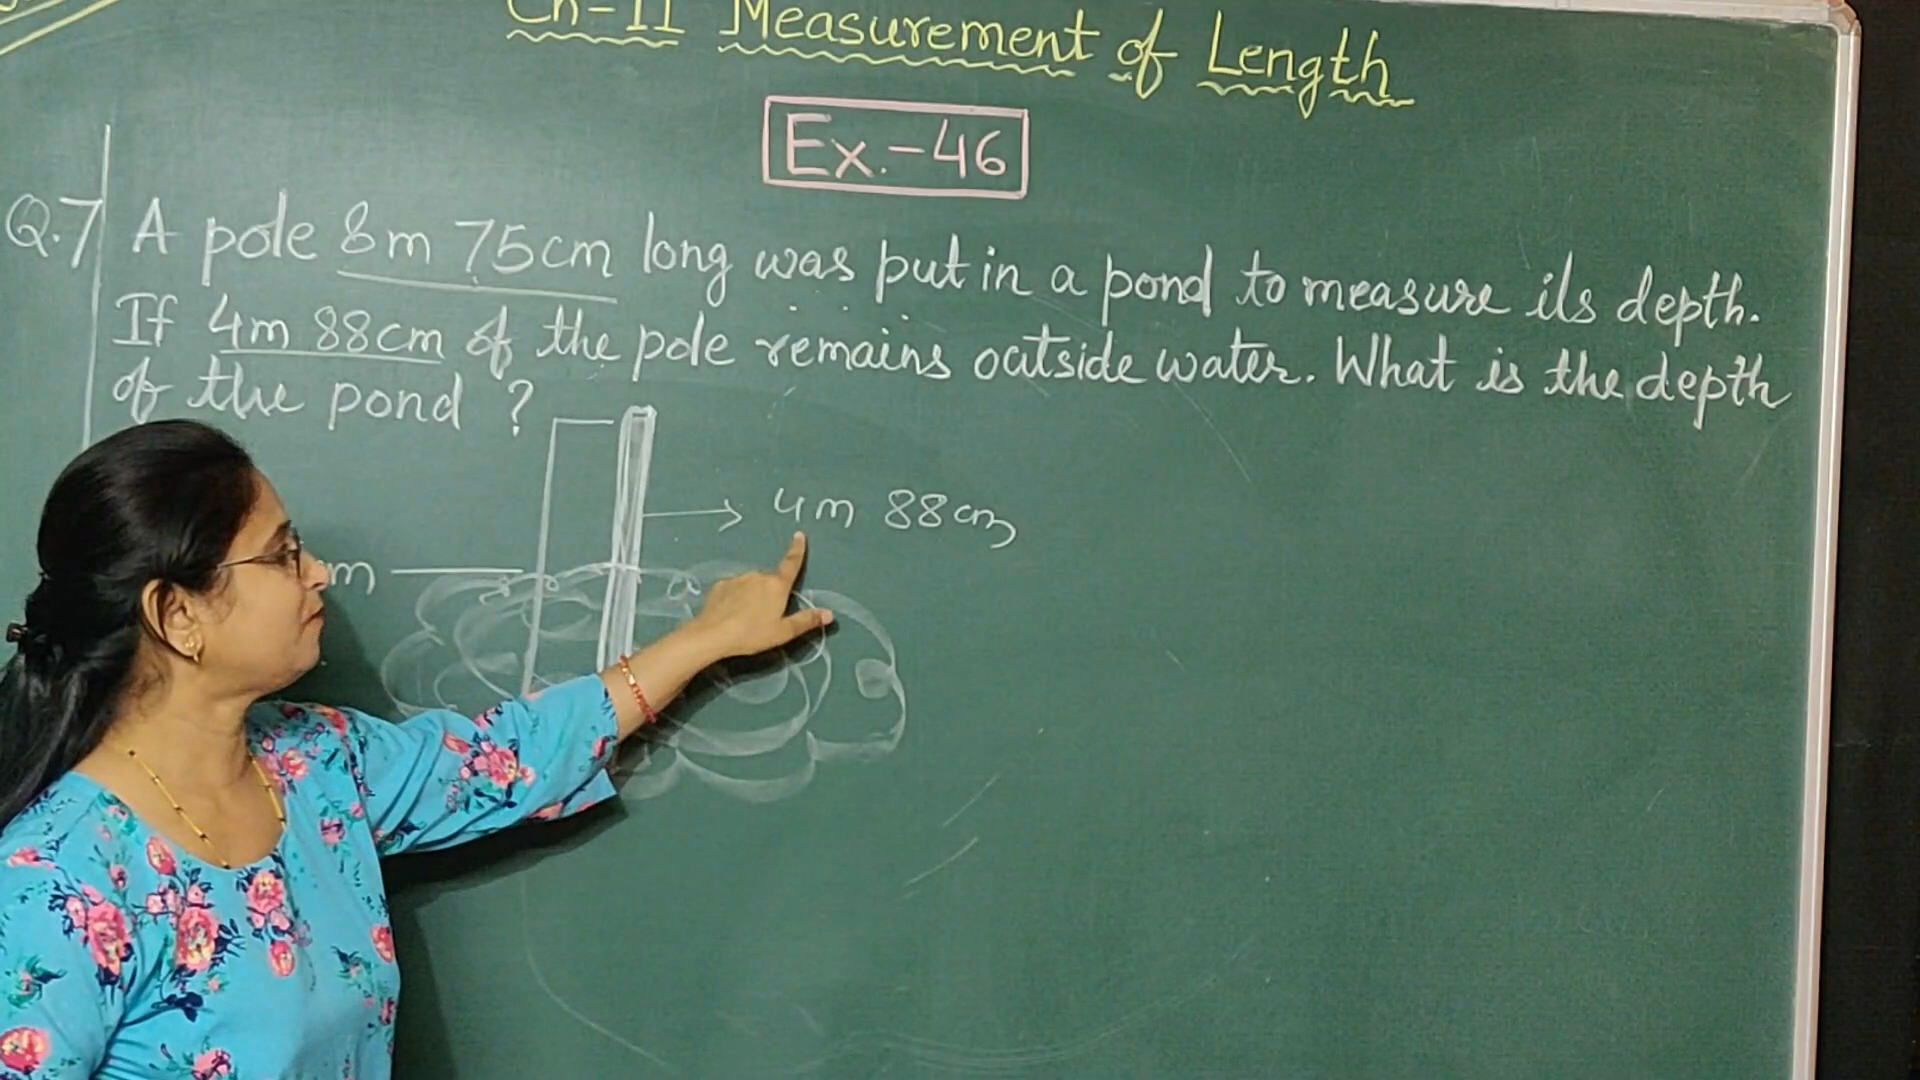 Ch-11 Measurement of Length
Ex.-46
Q.7 A pole 8m 75cm long was put in a pond to measure its depth.
If 4m 88cm of the pole remains outside water. What is the depth
of the pond ?
4m 88cm
m